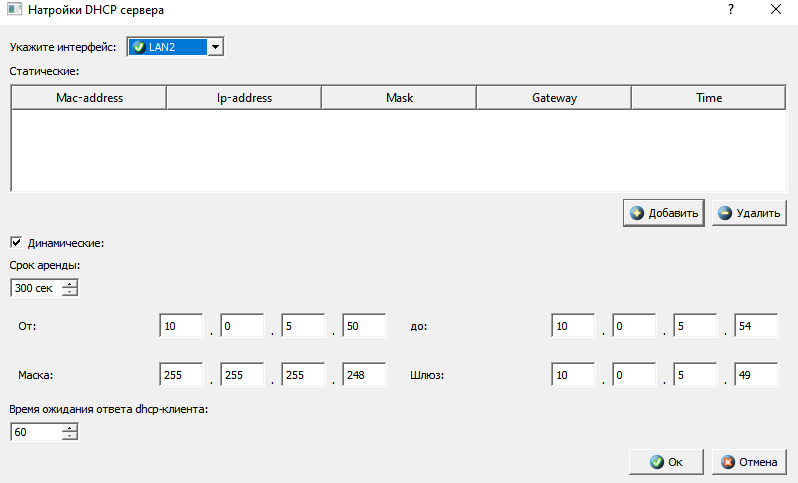 Натройки DHCP сервера ?
Укажите интерфейс: LAN2
Статические:
Mac-address Ip-address Mask Gateway Time
Добавить Удалить
Динамические:
Срок аренды:
300 сек
От: 10 . 0 . 5 . 50 до: 10 . 0 . 5 . 54
Маска: 255 . 255 . 255 . 248 Шлюз: 10 . 0 . 5 . 49
Время ожидания ответа dhcp-клиента:
60
Ок Отмена